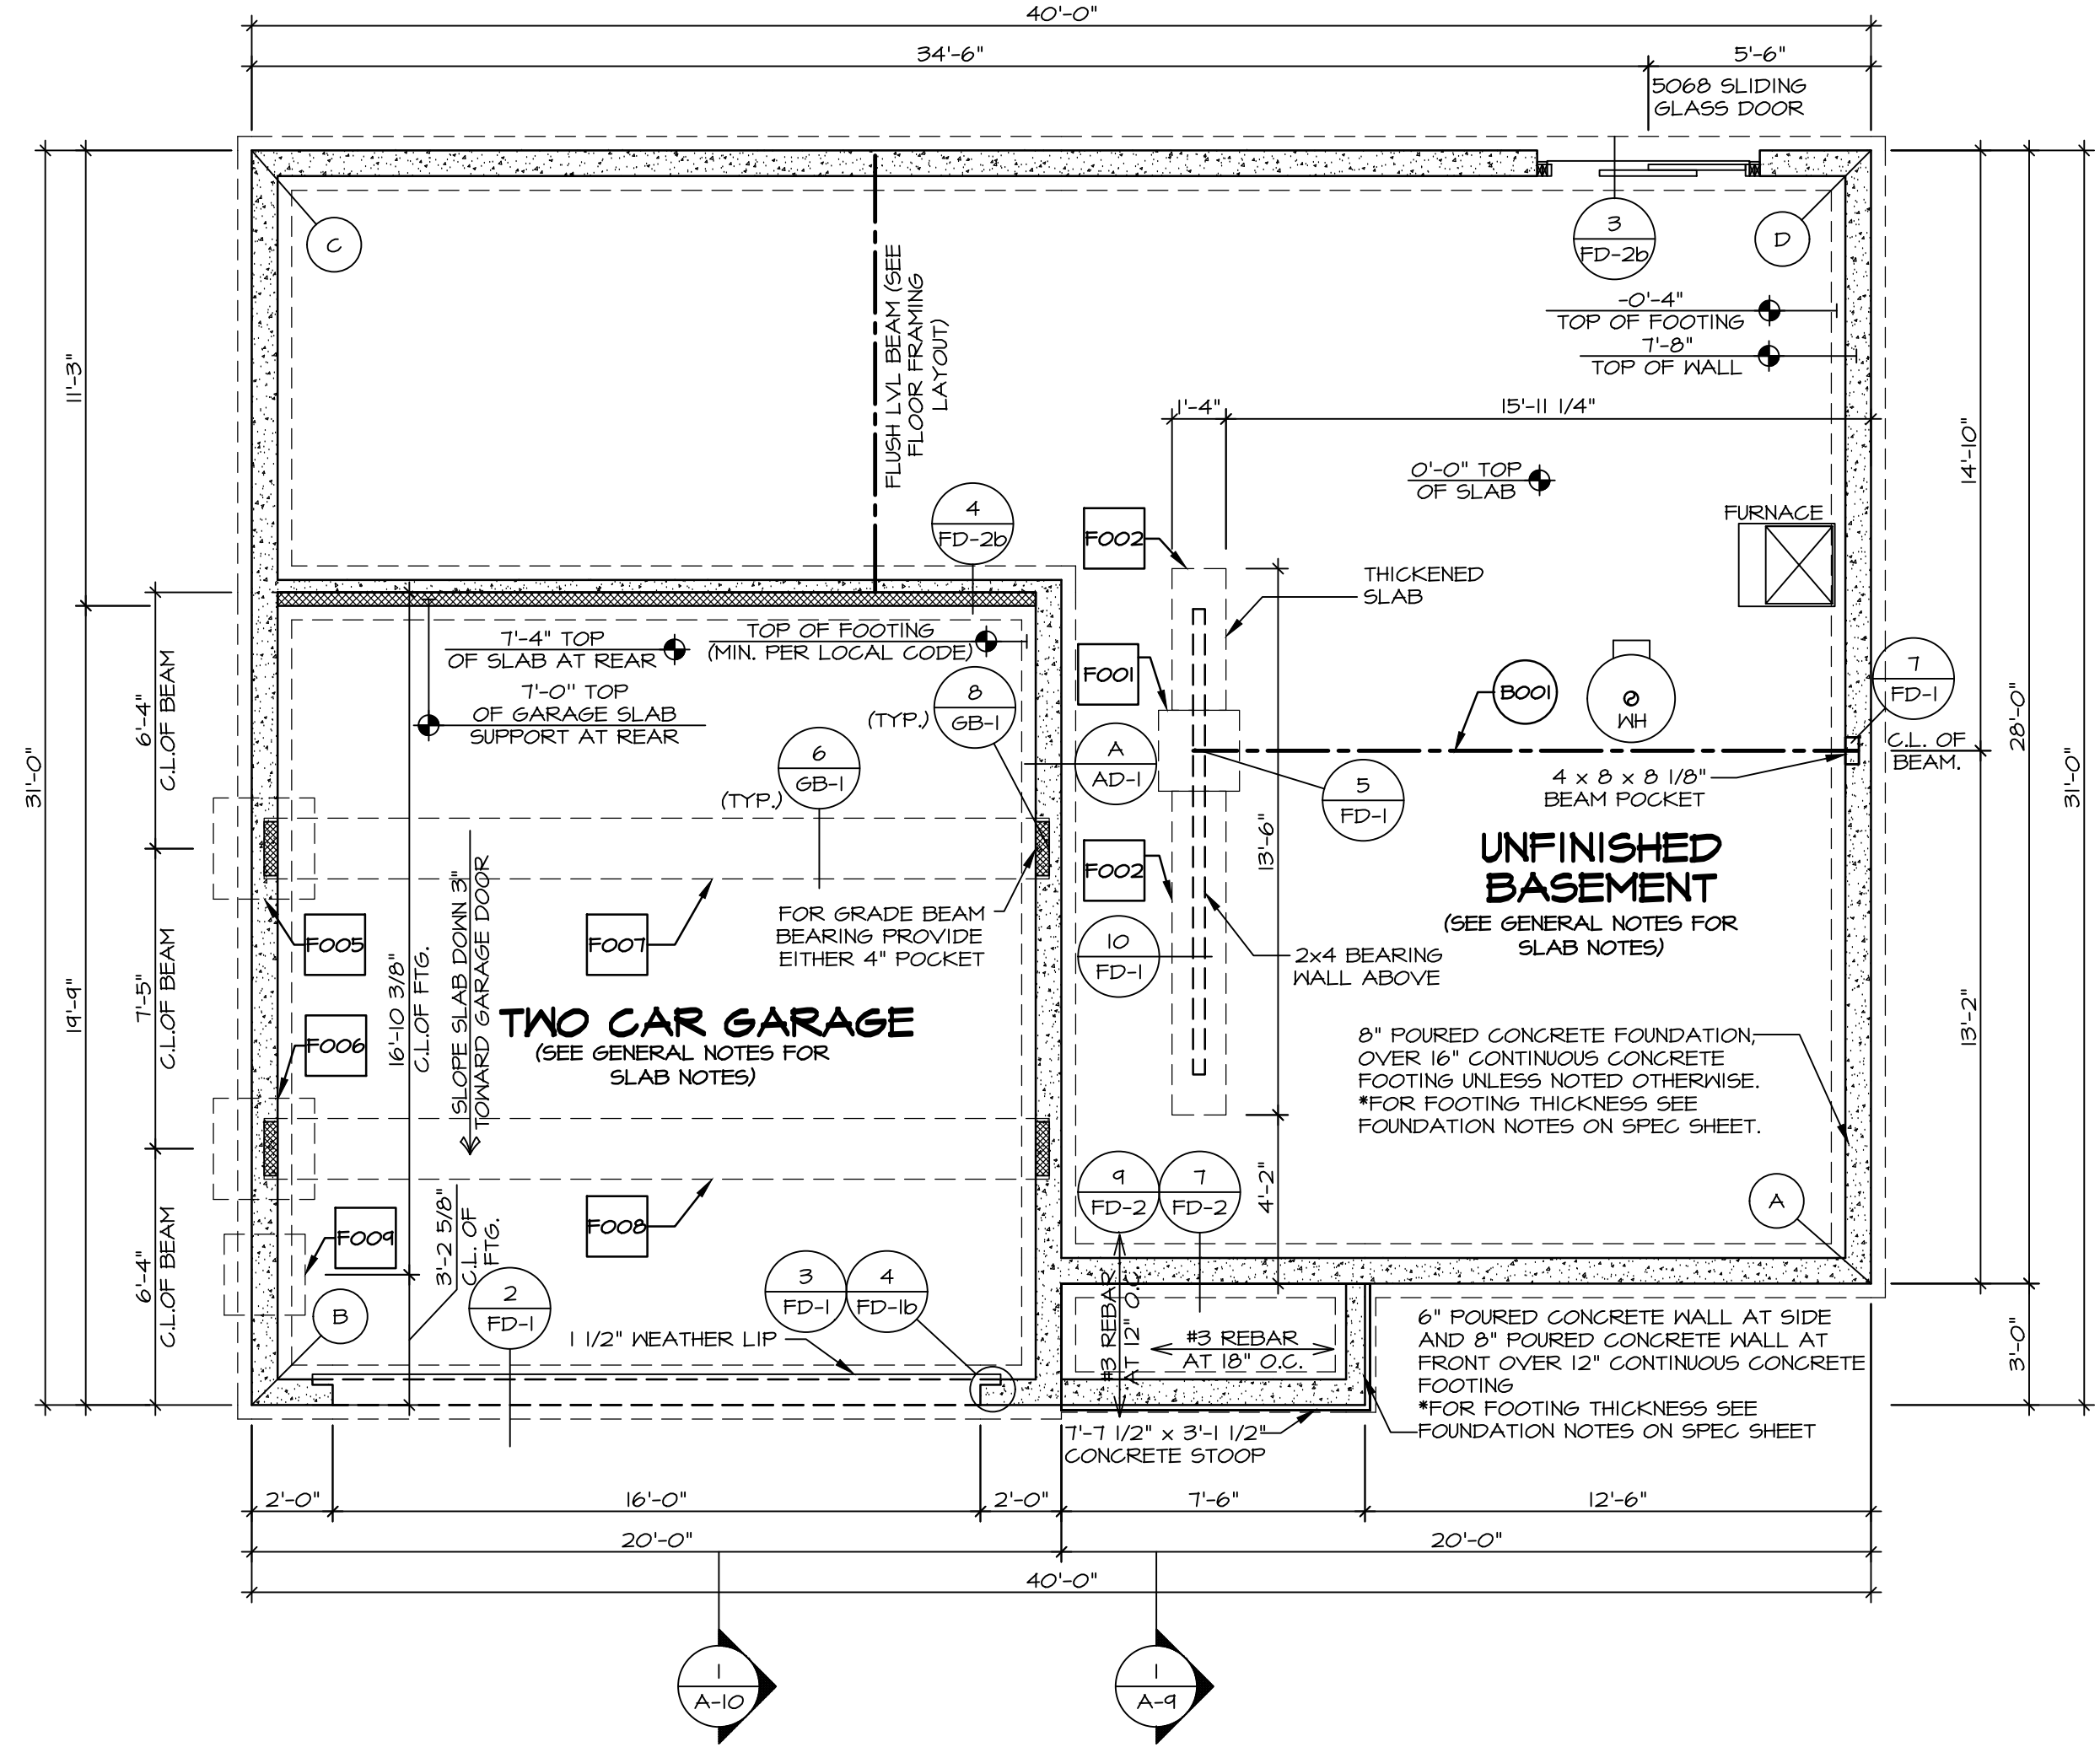 40'-0"
34'-6"
5'-6"
5068 SLIDING
GLASS DOOR
C
3
FD-2b
D
-0'-4"
TOP OF FOOTING
7'-8"
TOP OF WALL
FLUSH LVL BEAM (SEE
FLOOR FRAMING
LAYOUT)
11'-3"
31'-0"
19'-9"
1'-4"
15'-11 1/4"
0'-0" TOP
OF SLAB
14'-10"
28'-0"
31'-0"
4
FD-2b
F002
FURNACE
THICKENED
SLAB
7'-4" TOP
OF SLAB AT REAR
TOP OF FOOTING
(MIN. PER LOCAL CODE)
7'-0" TOP
OF GARAGE SLAB
SUPPORT AT REAR
(TYP.)
8
GB-1
F001
B001
WH
7
FD-1
6'-4"
C.L.OF BEAM
(TYP.)
6
GB-1
A
AD-1
5
FD-1
C.L. OF
BEAM.
4 x 8 x 8 1/8"
BEAM POCKET
13'-6"
UNFINISHED
BASEMENT
(SEE GENERAL NOTES FOR
SLAB NOTES)
F002
FOR GRADE BEAM
BEARING PROVIDE
EITHER 4" POCKET
F005
F007
10
FD-1
2x4 BEARING
WALL ABOVE
7'-5"
C.L.OF BEAM
16'-10 3/8"
C.L.OF FTG.
SLOPE SLAB DOWN 3"
TOWARD GARAGE DOOR
TWO CAR GARAGE
(SEE GENERAL NOTES FOR
SLAB NOTES)
F006
8" POURED CONCRETE FOUNDATION,
OVER 16" CONTINUOUS CONCRETE
FOOTING UNLESS NOTED OTHERWISE.
*FOR FOOTING THICKNESS SEE
FOUNDATION NOTES ON SPEC SHEET.
13'-2"
9
FD-2
7
FD-2
4'-2"
A
F009
F008
3'-2 5/8"
C.L. OF
FTG.
6'-4"
C.L.OF BEAM
B
2
FD-1
3
FD-1
4
FD-1b
1 1/2" WEATHER LIP
#3 REBAR
AT 12" O.C.
#3 REBAR
AT 18" O.C.
6" POURED CONCRETE WALL AT SIDE
AND 8" POURED CONCRETE WALL AT
FRONT OVER 12" CONTINUOUS CONCRETE
FOOTING
*FOR FOOTING THICKNESS SEE
FOUNDATION NOTES ON SPEC SHEET
3'-0"
7'-7 1/2" x 3'-1 1/2"
CONCRETE STOOP
2'-0"
16'-0"
2'-0"
7'-6"
12'-6"
20'-0"
20'-0"
40'-0"
1
A-10
1
A-9